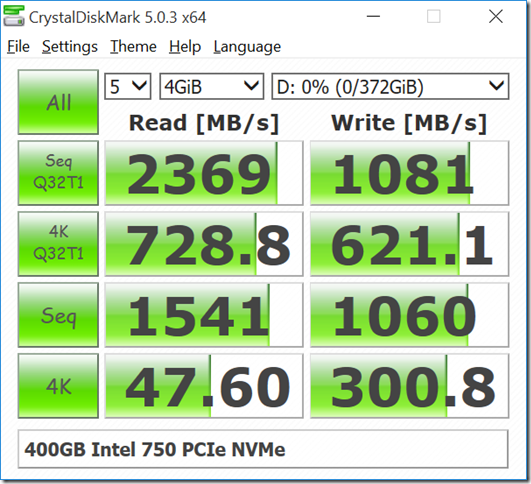 CrystalDiskMark 5.0.3 x64
File Settings Theme Help Language
All 5 4GiB D: 0% (0/372GiB)
Read [MB/s] Write [MB/s]
Seq Q32T1 2369 1081
4K Q32T1 728.8 621.1
Seq 1541 1060
4K 47.60 300.8
400GB Intel 750 PCIe NVMe